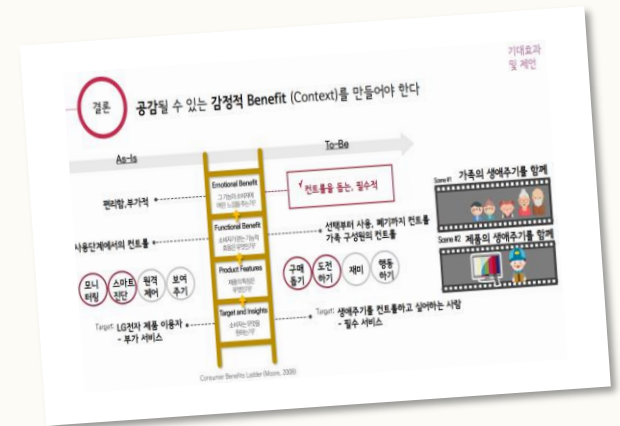 기대효과
및 제언
결론
공감될 수 있는 감정적 Benefit (Context)를 만들어야 한다
As-Is
To-Be
편리함,부가적
Emotional Benefit
컨트롤을 돕는, 필수적
사용단계에서의 컨트롤
Functional Benefit
선택부터 사용, 폐기까지 컨트롤
가족 구성원의 컨트롤
모니
터링
스마트
진단
원격
제어
보여
주기
Product Features
구매
돕기
도전
하기
재미
행동
하기
Target: LG전자 제품 이용자
- 부가 서비스
Target and Insights
Target: 생애주기를 컨트롤하고 싶어하는 사람
- 필수 서비스
Consumer Benefits Ladder (Moore, 2008)
Scene #1 가족의 생애주기를 함께
Scene #2 제품의 생애주기를 함께